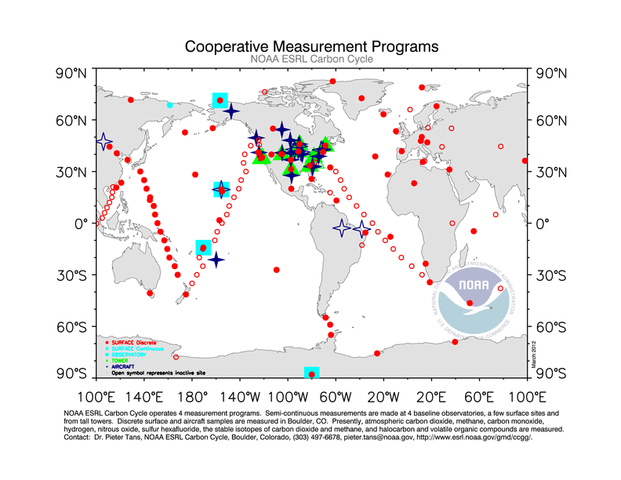 Cooperative Measurement Programs
NOAA ESRL Carbon Cycle
90°N 90°N
60°N 60°N
30°N 30°N
0° 0°
30°S 30°S
60°S 60°S
90°S 90°S
NOAA
SURFACE Discrete
SURFACE Continuous
OBSERVATORY
TOWER
AIRCRAFT
Open symbol represents inactive site
March 2012
100°E 140°E 180°W 140°W 100°W 60°W 20°W 20°E 60°E 100°E
NOAA ESRL Carbon Cycle operates 4 measurement programs. Semi-continuous measurements are made at 4 baseline observatories, a few surface sites and
from tall towers. Discrete surface and aircraft samples are measured in Boulder, CO. Presently, atmospheric carbon dioxide, methane, carbon monoxide,
hydrogen, nitrous oxide, sulfur hexafluoride, the stable isotopes of carbon dioxide and methane, and halocarbon and volatile organic compounds are measured.
Contact: Dr. Pieter Tans, NOAA ESRL Carbon Cycle, Boulder, Colorado, (303) 497-6678, pieter.tans@noaa.gov, http://www.esrl.noaa.gov/gmd/ccgg/.